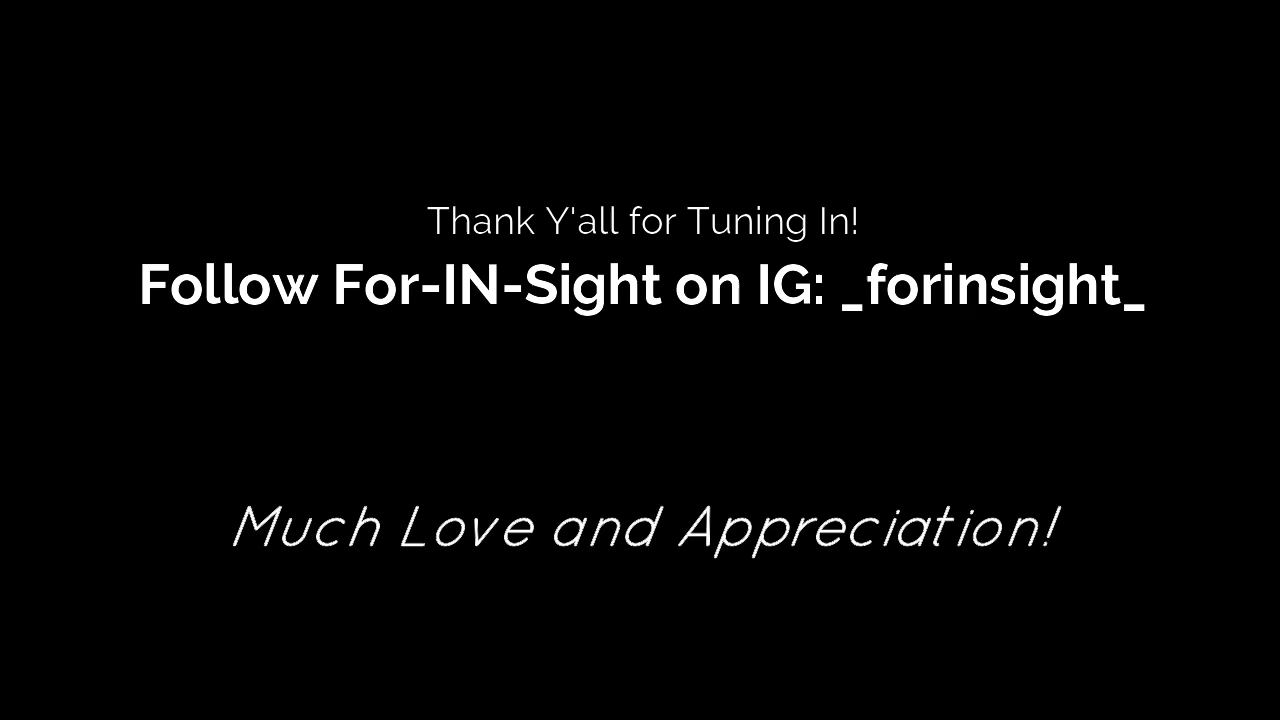 Thank Y'all for Tuning In!
Follow For-IN-Sight on IG: _forinsight_
Much Love and Appreciation!